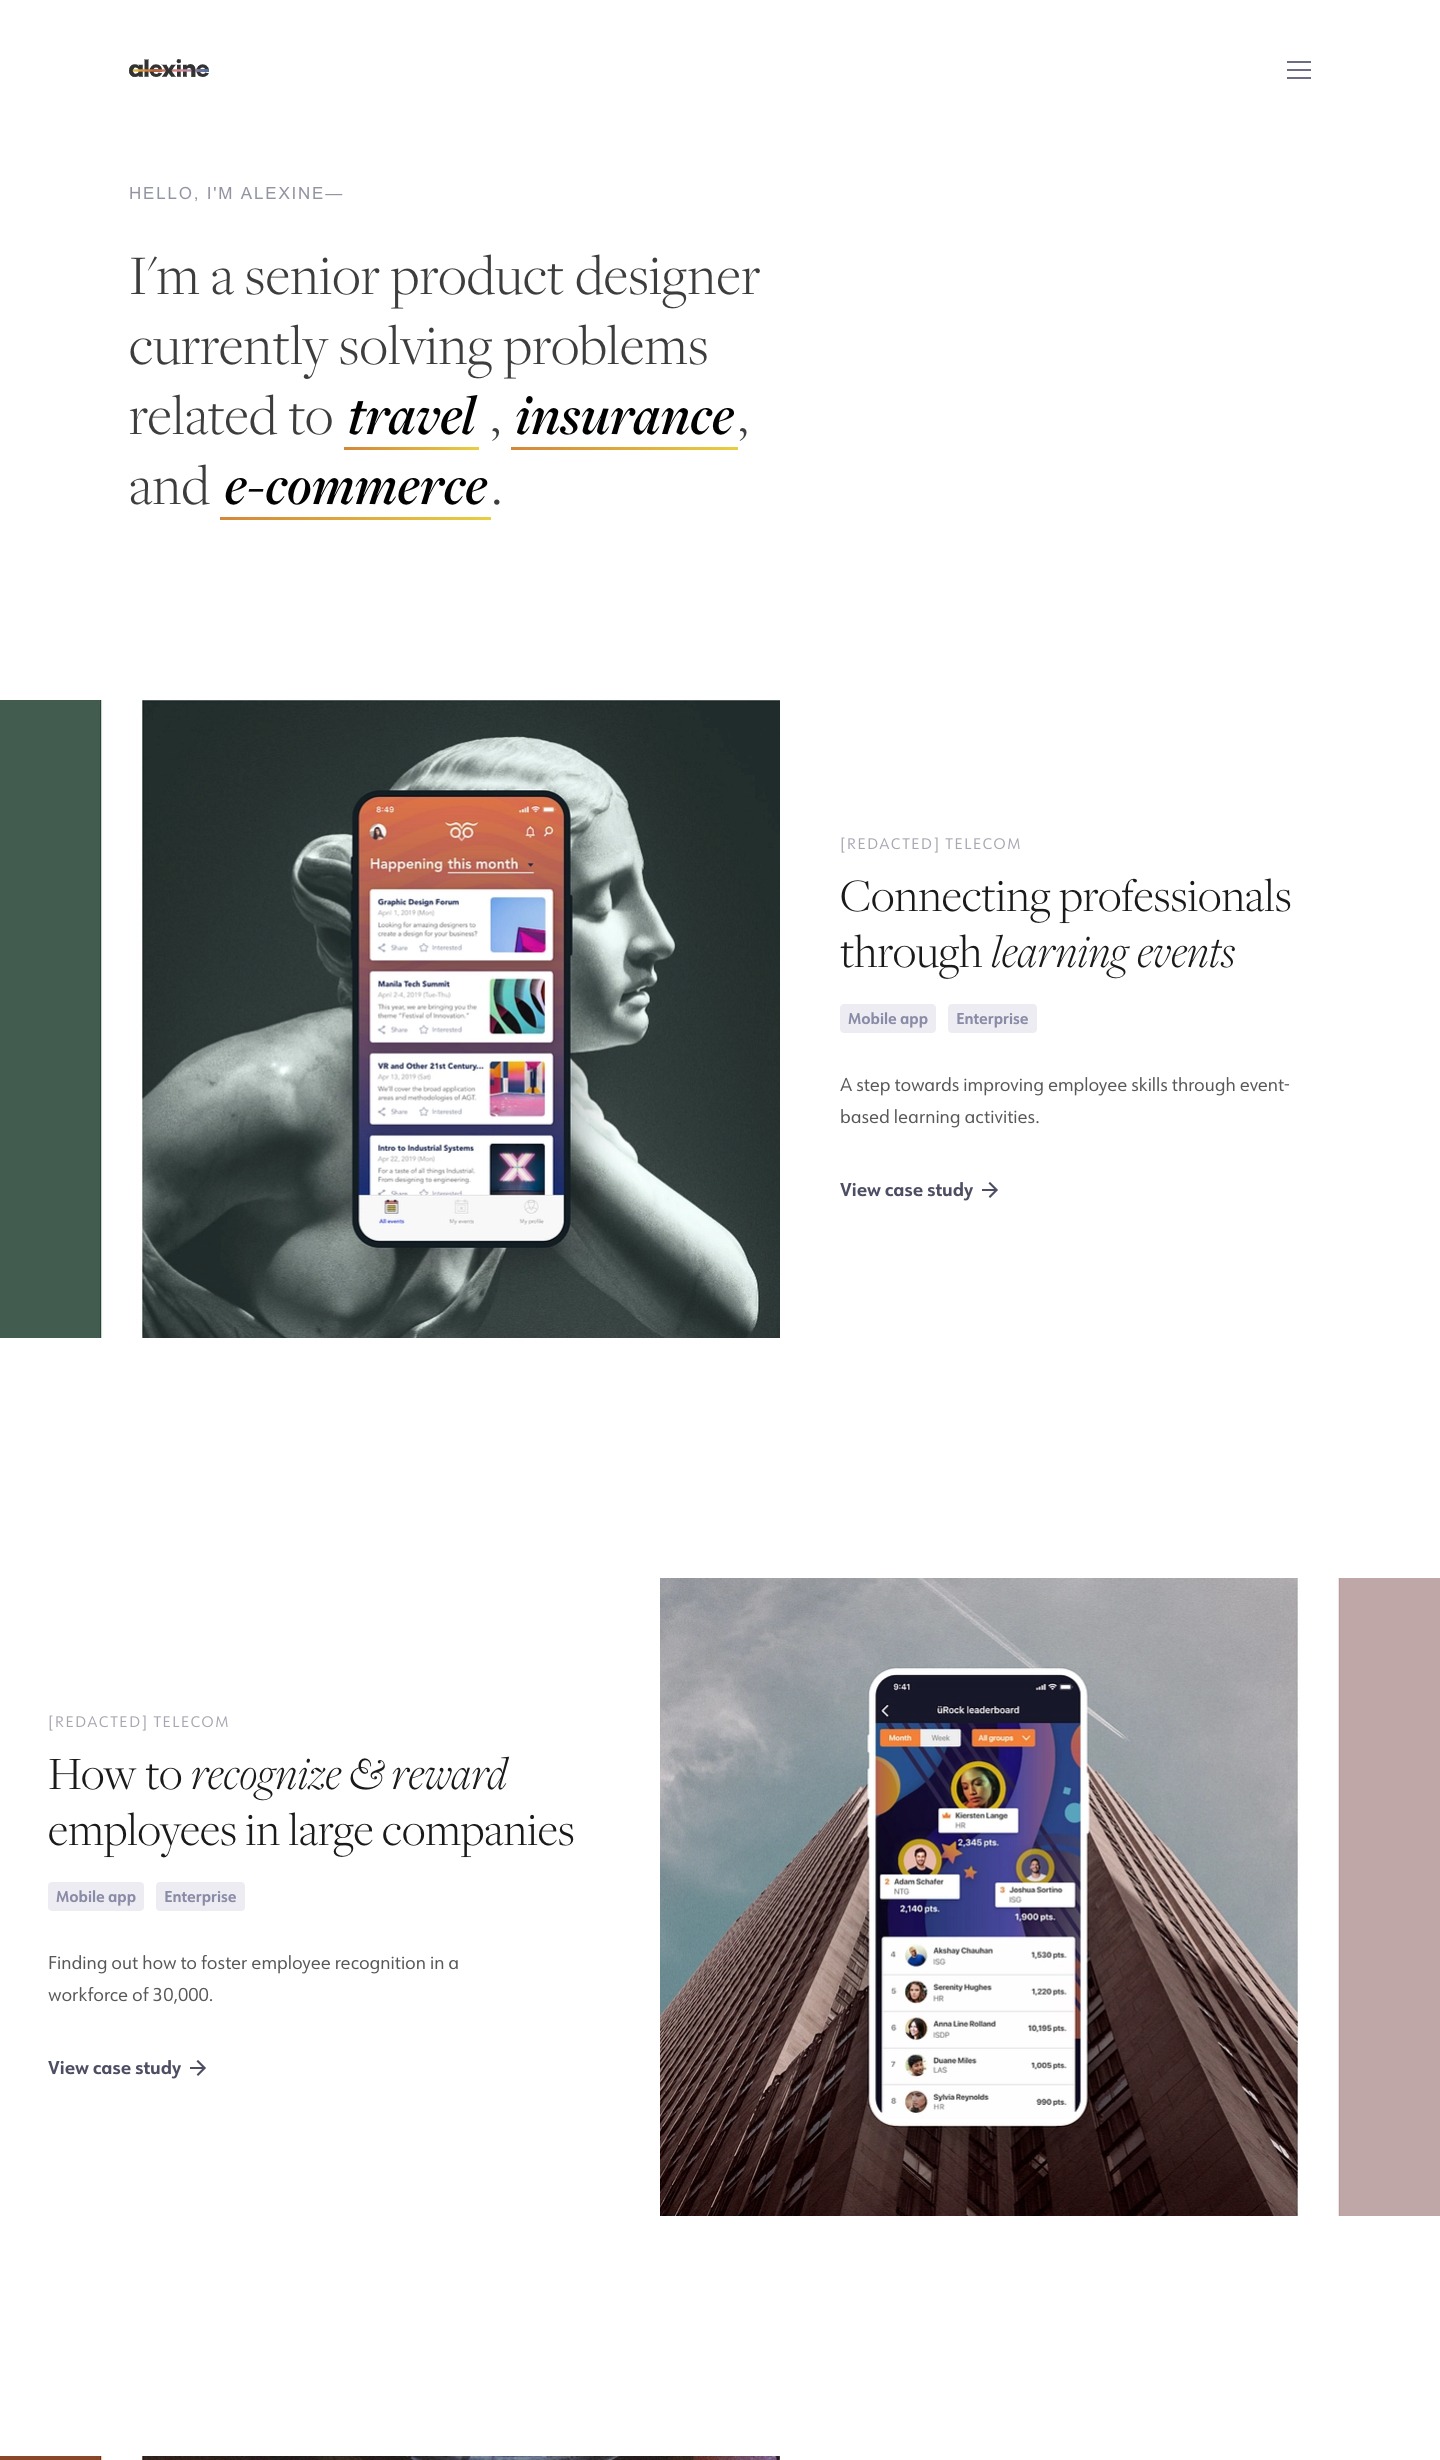 alexine
HELLO, I'M ALEXINE—
I'm a senior product designer
currently solving problems
related to travel , insurance,
and e-commerce.
8:49
Happening this month
Graphic Design Forum
April 1, 2019 (Mon)
Looking for amazing designers to
create a design for your business?
Share Interested
Manila Tech Summit
April 2-4, 2019 (Tue-Thu)
This year, we are bringing you the
theme "Festival of Innovation."
Share Interested
VR and Other 21st Century...
Apr 13, 2019 (Sat)
We'll cover the broad application
areas and methodologies of AGT.
Share Interested
Intro to Industrial Systems
Apr 22, 2019 (Mon)
For a taste of all things Industrial.
From designing to engineering.
Share Interested
All events My events My profile
[REDACTED] TELECOM
Connecting professionals
through learning events
Mobile app Enterprise
A step towards improving employee skills through event-
based learning activities.
View case study
[REDACTED] TELECOM
How to recognize & reward
employees in large companies
Mobile app Enterprise
Finding out how to foster employee recognition in a
workforce of 30,000.
View case study
9:41
üRock leaderboard
Month Week All groups
Kiersten Lange
HR
2,345 pts.
2 Adam Schafer
NTG
2,140 pts.
3 Joshua Sortino
ISG
1,900 pts.
4 Akshay Chauhan 1,530 pts.
ISG
5 Serenity Hughes 1,220 pts.
HR
6 Anna Line Rolland 10,195 pts.
ISDP
7 Duane Miles 1,005 pts.
LAS
8 Sylvia Reynolds 990 pts.
HR